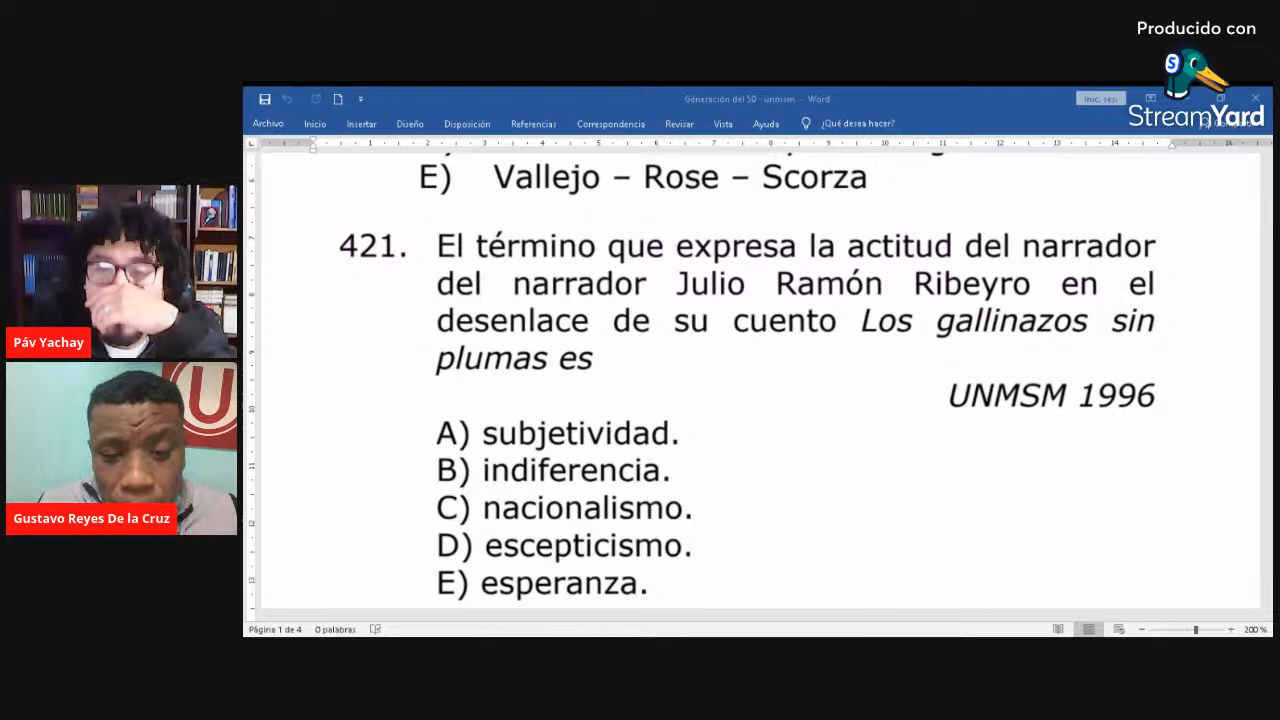 Producido con
StreamYard
Generación del 50 - unmsm - Word
Inic. ses.
Archivo Inicio Insertar Diseño Disposición Referencias Correspondencia Revisar Vista Ayuda ¿Qué desea hacer?
E) Vallejo – Rose – Scorza
421. El término que expresa la actitud del narrador
del narrador Julio Ramón Ribeyro en el
desenlace de su cuento Los gallinazos sin
plumas es
UNMSM 1996
A) subjetividad.
B) indiferencia.
C) nacionalismo.
D) escepticismo.
E) esperanza.
Páv Yachay
U
Gustavo Reyes De la Cruz
Página 1 de 4 0 palabras
200 %